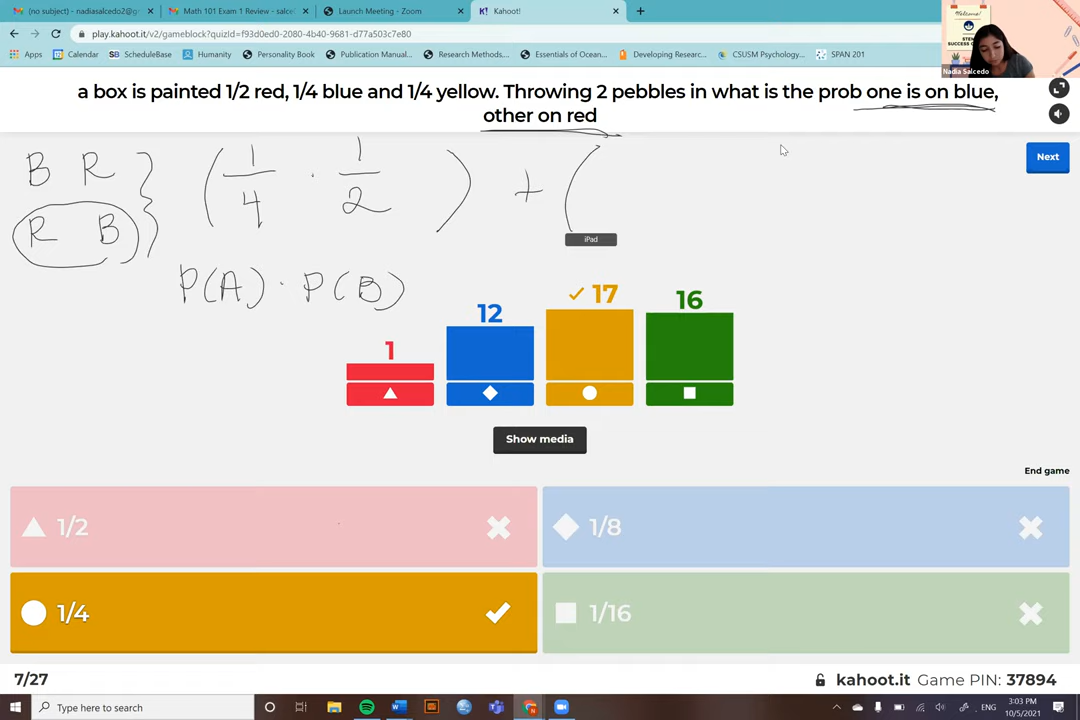 (no subject) - nadiasalcedo2@g
Math 101 Exam 1 Review - salce
Launch Meeting - Zoom
K! Kahoot!
play.kahoot.it/v2/gameblock?quizId=f93d0ed0-2080-4b40-9681-d77a503c7e80
Apps Calendar SB ScheduleBase Humanity Personality Book Publication Manual... Research Methods... Essentials of Ocean... Developing Researc... CSUSM Psychology... SPAN 201
Welcome!
STEM
SUCCESS
Nadia Salcedo
a box is painted 1/2 red, 1/4 blue and 1/4 yellow. Throwing 2 pebbles in what is the prob one is on blue,
other on red
Next
B R } ( 1/4 · 1/2 ) + (
R B
iPad
P(A) · P(B)
1 12 17 16
Show media
End game
1/2
1/8
1/4
1/16
7/27
kahoot.it Game PIN: 37894
Type here to search
ENG
3:03 PM
10/5/2021